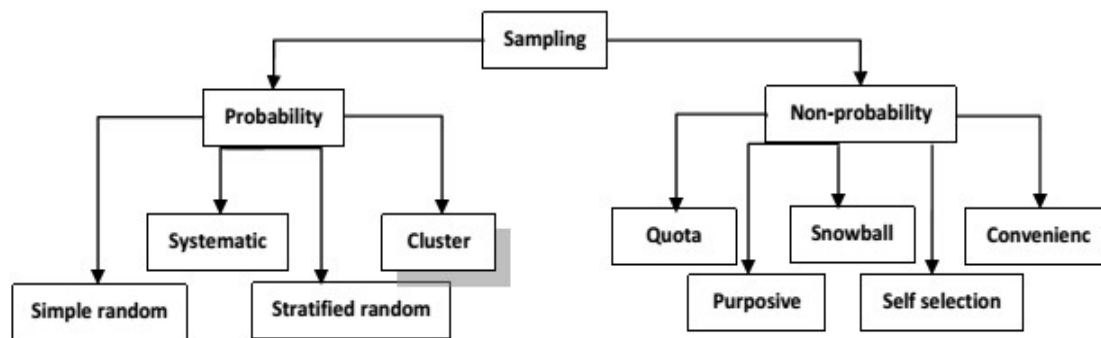 Sampling
Probability
Non-probability
Systematic
Cluster
Quota
Snowball
Convenienc
Simple random
Stratified random
Purposive
Self selection